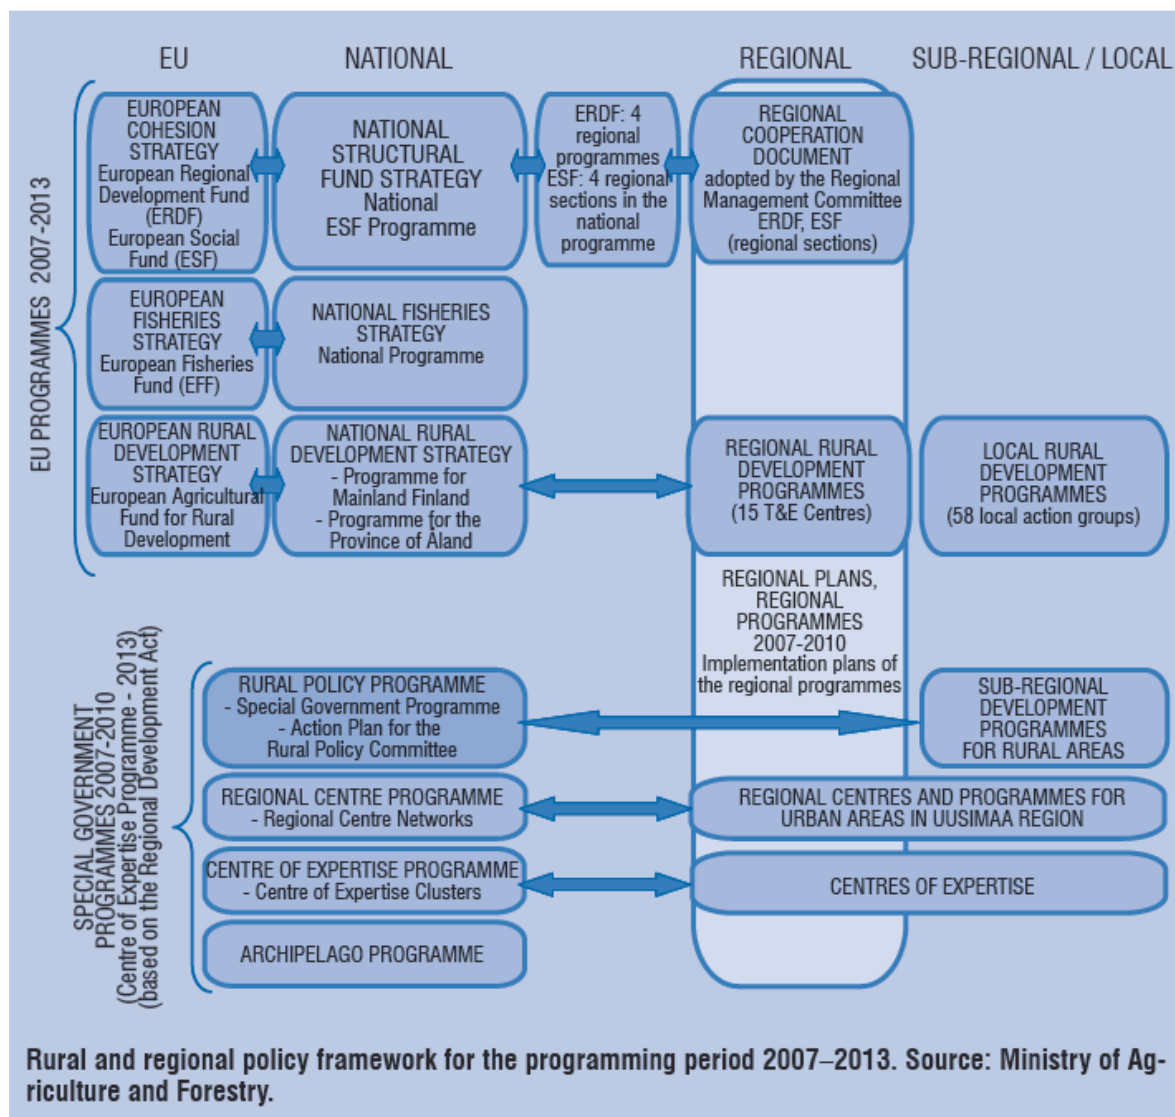 EU
NATIONAL
REGIONAL
SUB-REGIONAL / LOCAL
EU PROGRAMMES 2007-2013
EUROPEAN
COHESION
STRATEGY
European Regional
Development Fund
(ERDF)
European Social
Fund (ESF)
NATIONAL
STRUCTURAL
FUND STRATEGY
National
ESF Programme
ERDF: 4
regional
programmes
ESF: 4 regional
sections in the
national
programme
REGIONAL
COOPERATION
DOCUMENT
adopted by the Regional
Management Committee
ERDF, ESF
(regional sections)
EUROPEAN
FISHERIES
STRATEGY
European Fisheries
Fund (EFF)
NATIONAL FISHERIES
STRATEGY
National Programme
EUROPEAN RURAL
DEVELOPMENT
STRATEGY
European Agricultural
Fund for Rural
Development
NATIONAL RURAL
DEVELOPMENT STRATEGY
- Programme for
Mainland Finland
- Programme for the
Province of Åland
REGIONAL RURAL
DEVELOPMENT
PROGRAMMES
(15 T&E Centres)
LOCAL RURAL
DEVELOPMENT
PROGRAMMES
(58 local action groups)
REGIONAL PLANS,
REGIONAL
PROGRAMMES
2007-2010
Implementation plans of
the regional programmes
SPECIAL GOVERNMENT
PROGRAMMES 2007-2010
(Centre of Expertise Programme - 2013)
(based on the Regional Development Act)
RURAL POLICY PROGRAMME
- Special Government Programme
- Action Plan for the
Rural Policy Committee
SUB-REGIONAL
DEVELOPMENT
PROGRAMMES
FOR RURAL AREAS
REGIONAL CENTRE PROGRAMME
- Regional Centre Networks
REGIONAL CENTRES AND PROGRAMMES FOR
URBAN AREAS IN UUSIMAA REGION
CENTRE OF EXPERTISE PROGRAMME
- Centre of Expertise Clusters
CENTRES OF EXPERTISE
ARCHIPELAGO PROGRAMME
Rural and regional policy framework for the programming period 2007–2013. Source: Ministry of Ag-
riculture and Forestry.